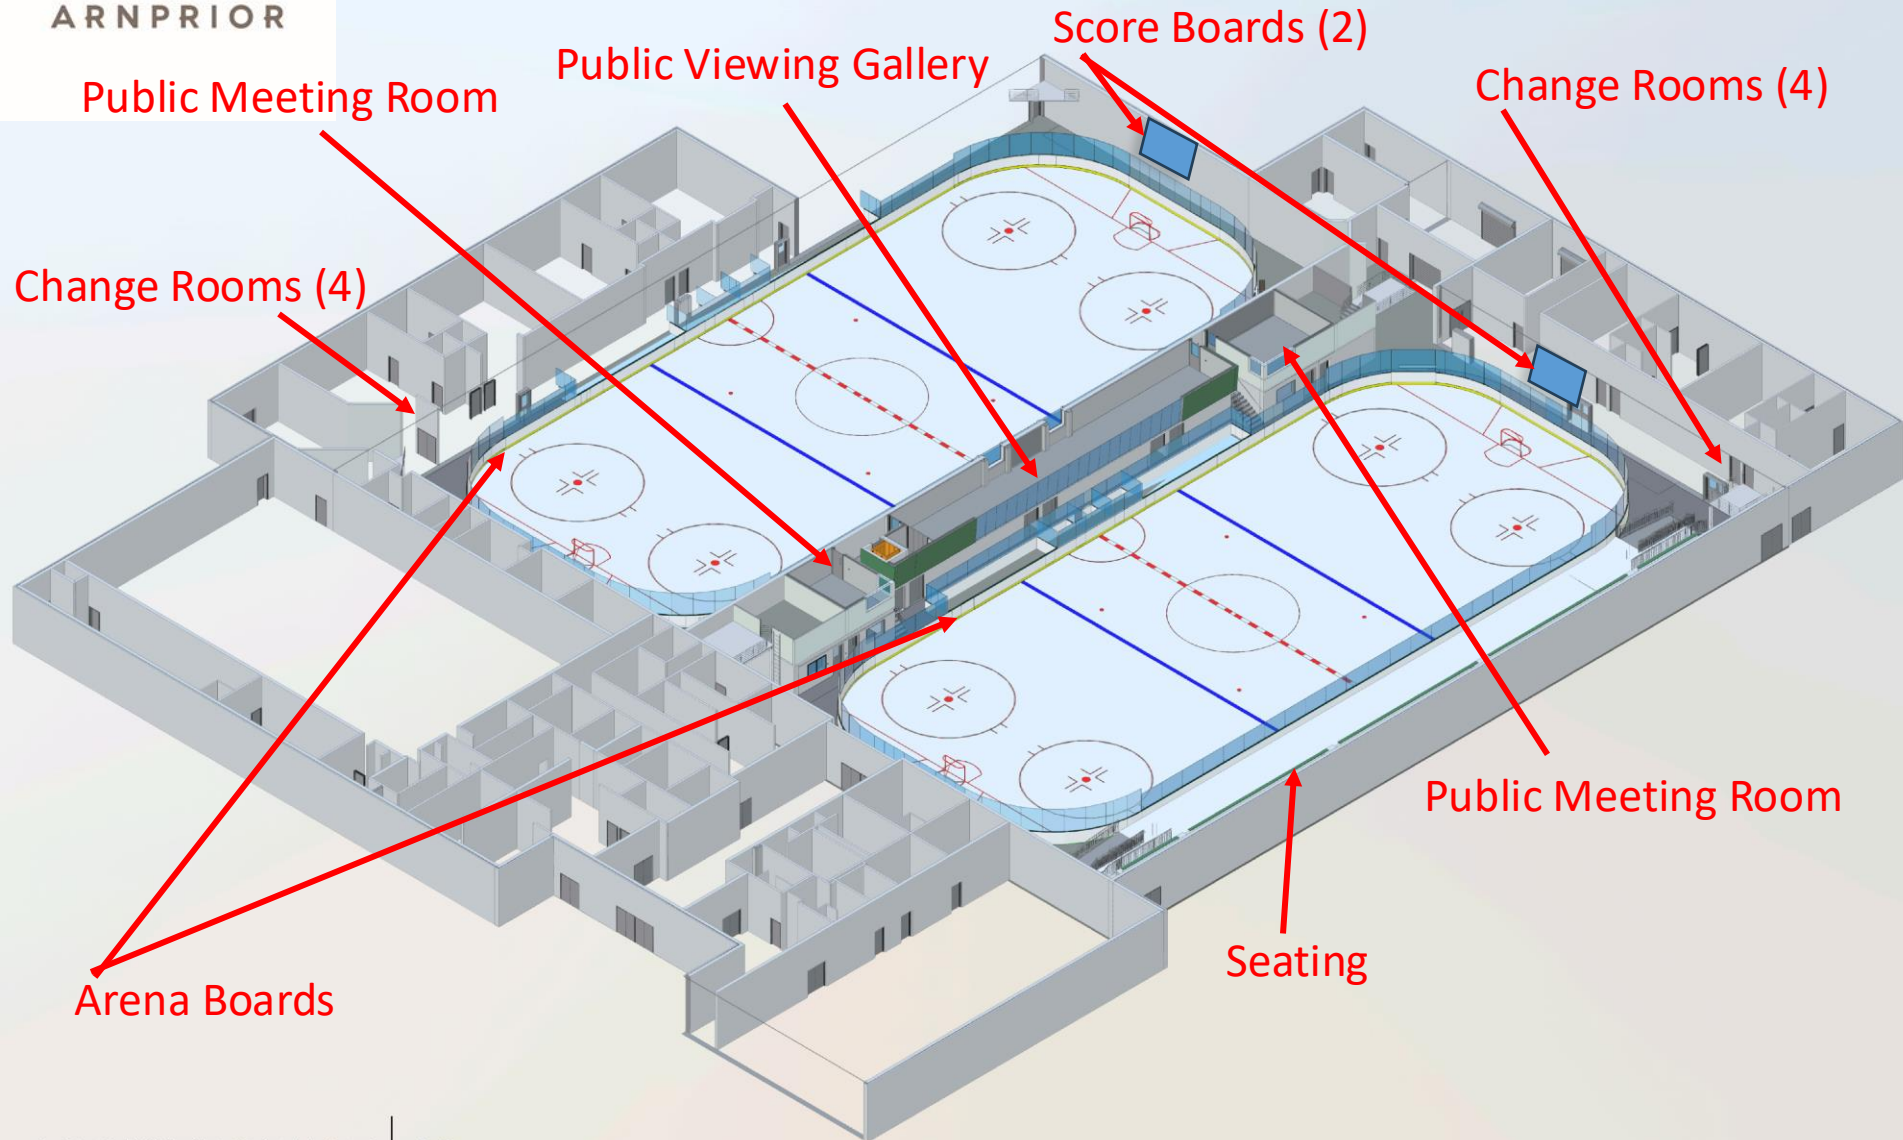 ARNPRIOR
Score Boards (2)
Public Viewing Gallery
Public Meeting Room
Change Rooms (4)
Change Rooms (4)
Public Meeting Room
Seating
Arena Boards